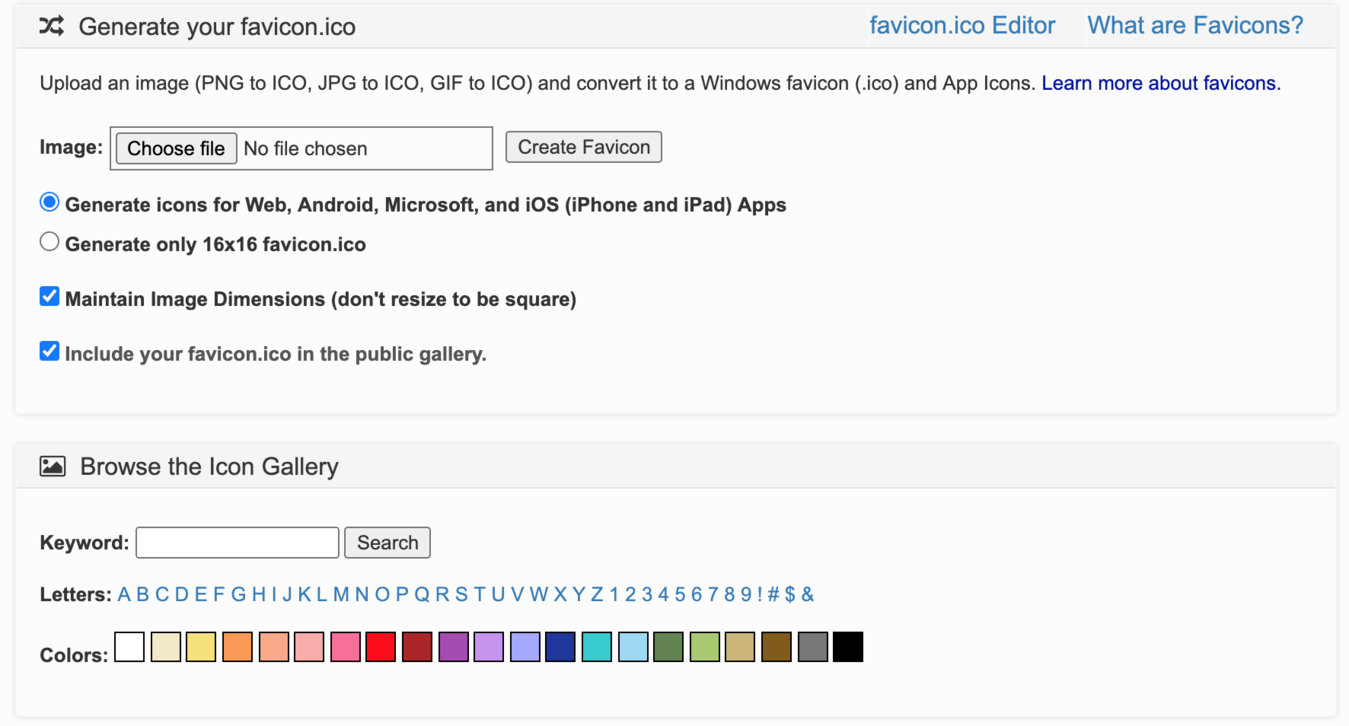 Generate your favicon.ico favicon.ico Editor What are Favicons?
Upload an image (PNG to ICO, JPG to ICO, GIF to ICO) and convert it to a Windows favicon (.ico) and App Icons. Learn more about favicons.
Image: Choose file No file chosen Create Favicon
Generate icons for Web, Android, Microsoft, and iOS (iPhone and iPad) Apps
Generate only 16x16 favicon.ico
Maintain Image Dimensions (don't resize to be square)
Include your favicon.ico in the public gallery.
Browse the Icon Gallery
Keyword: Search
Letters: A B C D E F G H I J K L M N O P Q R S T U V W X Y Z 1 2 3 4 5 6 7 8 9 ! # $ &
Colors: